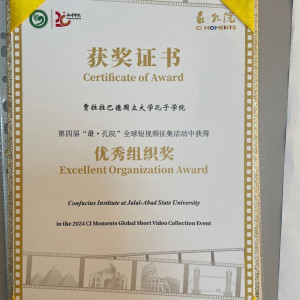 最·孔院
CI MOMENTS
获奖证书
Certificate of Award
贾拉拉巴德国立大学孔子学院
第四届“最·孔院”全球短视频征集活动中获得
优秀组织奖
Excellent Organization Award
Confucius Institute at Jalal-Abad State University
in the 2024 CI Moments Global Short Video Collection Event